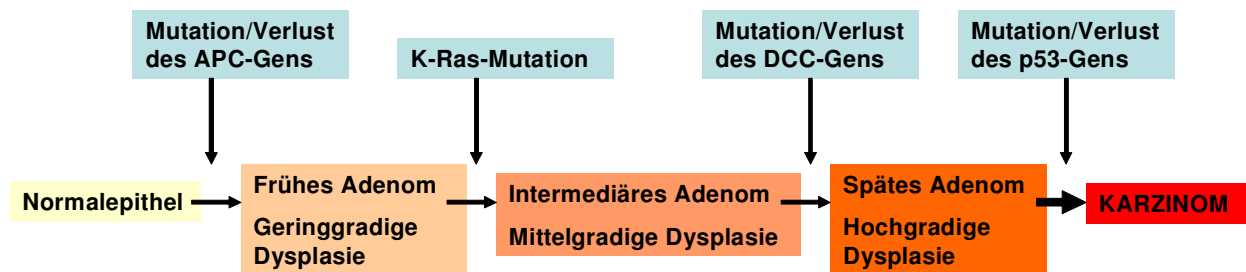 Mutation/Verlust
des APC-Gens
K-Ras-Mutation
Mutation/Verlust
des DCC-Gens
Mutation/Verlust
des p53-Gens
Normalepithel
Frühes Adenom
Geringgradige
Dysplasie
Intermediäres Adenom
Mittelgradige Dysplasie
Spätes Adenom
Hochgradige
Dysplasie
KARZINOM